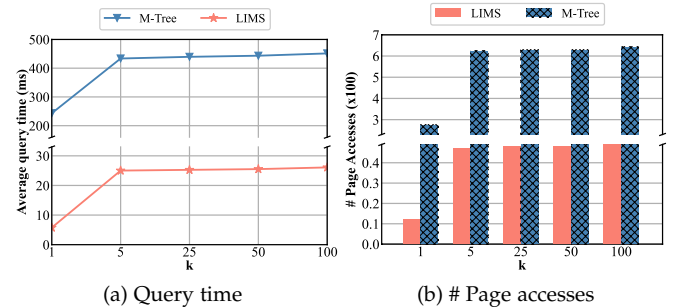 M-Tree LIMS
Average query time (ms)
500
400
300
200
30
20
10
0
1 5 25 50 100
k
(a) Query time
LIMS M-Tree
# Page Accesses (x100)
7
6
5
4
3
0.4
0.3
0.2
0.1
0.0
1 5 25 50 100
k
(b) # Page accesses